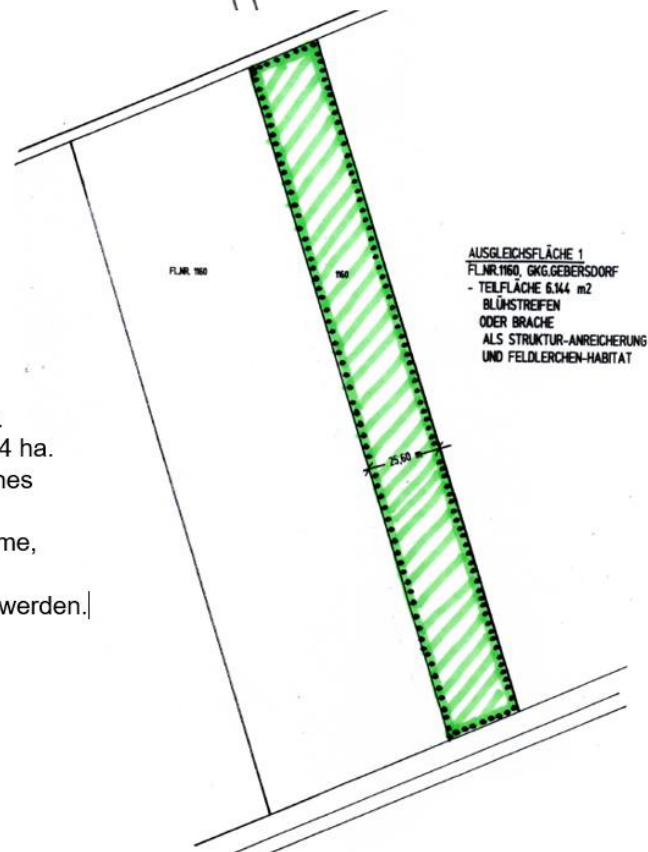 FL.NR. 1160
1160
AUSGLEICHSFLÄCHE 1
FL.NR.1160, GKG.GEBERSDORF
- TEILFLÄCHE 6.144 m2
BLÜHSTREIFEN
ODER BRACHE
ALS STRUKTUR-ANREICHERUNG
UND FELDLERCHEN-HABITAT
4 ha.
25,60 m
nes
me,
werden.